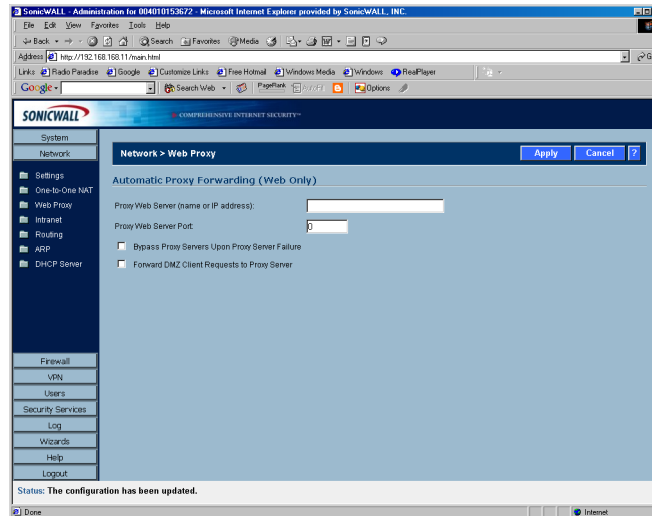 SonicWALL - Administration for 004010153672 - Microsoft Internet Explorer provided by SonicWALL, INC.
File Edit View Favorites Tools Help
Back Search Favorites Media
Address http://192.168.168.11/main.html
Links Radio Paradise Google Customize Links Free Hotmail Windows Media Windows RealPlayer
Google Search Web PageRank AutoFill Options
SONICWALL COMPREHENSIVE INTERNET SECURITY™
System
Network
Settings
One-to-One NAT
Web Proxy
Intranet
Routing
ARP
DHCP Server
Firewall
VPN
Users
Security Services
Log
Wizards
Help
Logout
Network > Web Proxy Apply Cancel ?
Automatic Proxy Forwarding (Web Only)
Proxy Web Server (name or IP address):
Proxy Web Server Port: 0
Bypass Proxy Servers Upon Proxy Server Failure
Forward DMZ Client Requests to Proxy Server
Status: The configuration has been updated.
Done Internet